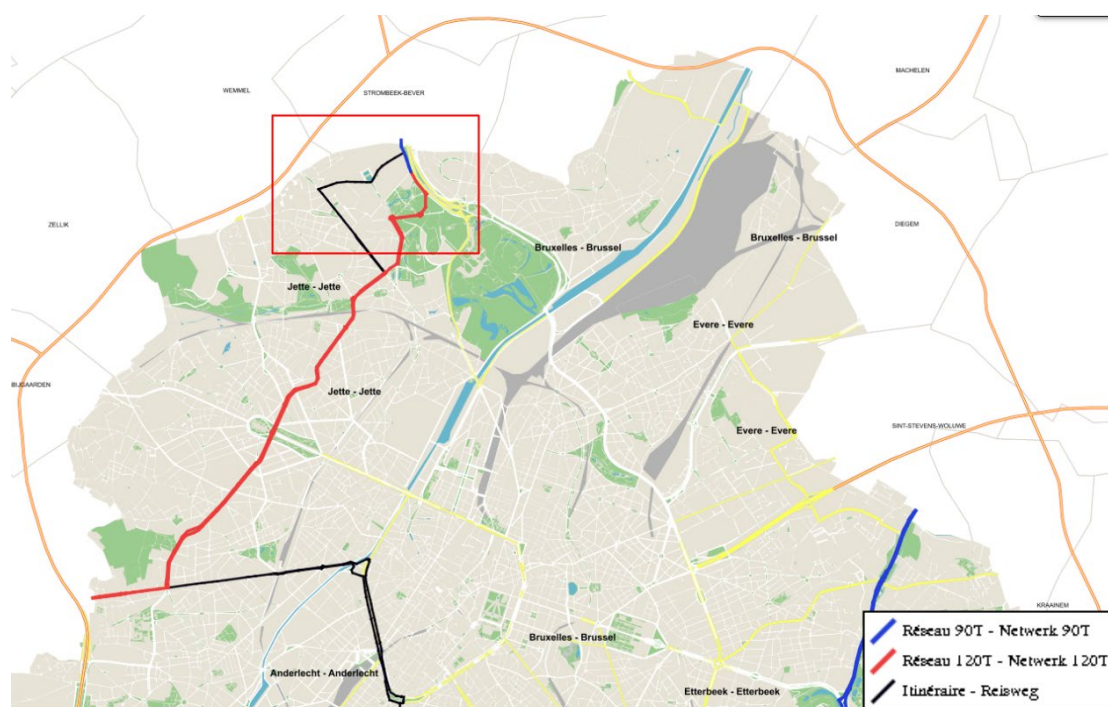 MACHELEN
WEMMEL
STROMBEEK-BEVER
ZELLIK
DIEGEM
Bruxelles - Brussel
Bruxelles - Brussel
Jette - Jette
Evere - Evere
BIJGAARDEN
Jette - Jette
SINT-STEVENS-WOLUWE
Evere - Evere
KRAAINEM
Réseau 90T - Netwerk 90T
Bruxelles - Brussel
Réseau 120T - Netwerk 120T
Anderlecht - Anderlecht
Etterbeek - Etterbeek
Itinéraire - Reisweg